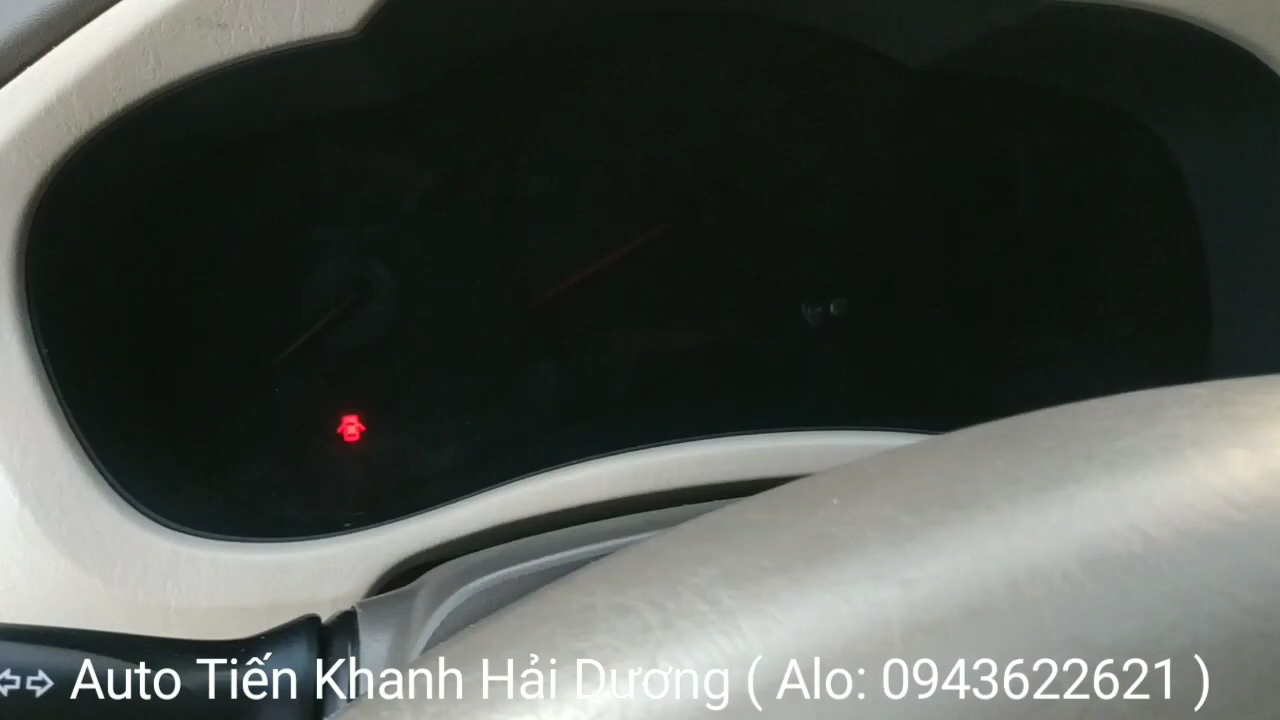 Auto Tiến Khanh Hải Dương ( Alo: 0943622621 )